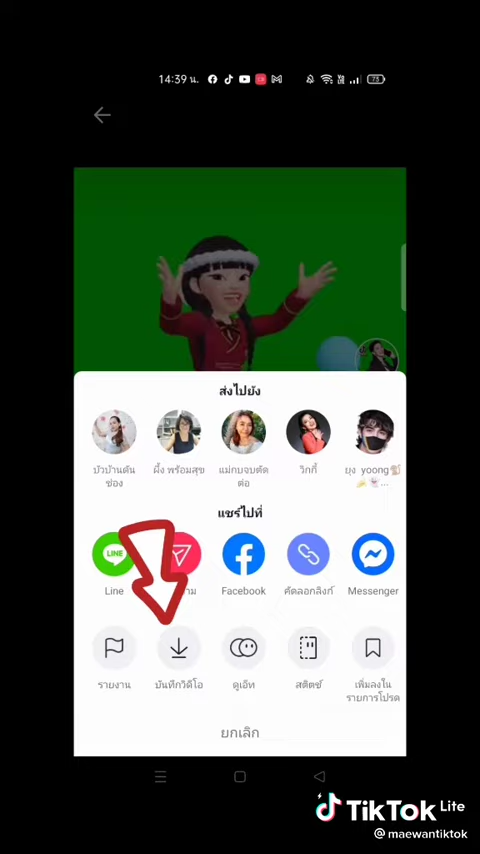 14:39 น.
73
ส่งไปยัง
บัวบ้านต้น
ช่อง
ผึ้ง พร้อมสุข
แม่กบจบตัด
ต่อ
วิกกี้
ยุง yoong🐒
🎉👻...
แชร์ไปที่
LINE
Line
Facebook
คัดลอกลิงก์
Messenger
รายงาน
บันทึกวิดีโอ
ดูเอ็ท
สติตช์
เพิ่มลงใน
รายการโปรด
ยกเลิก
TikTok Lite
@ maewantiktok